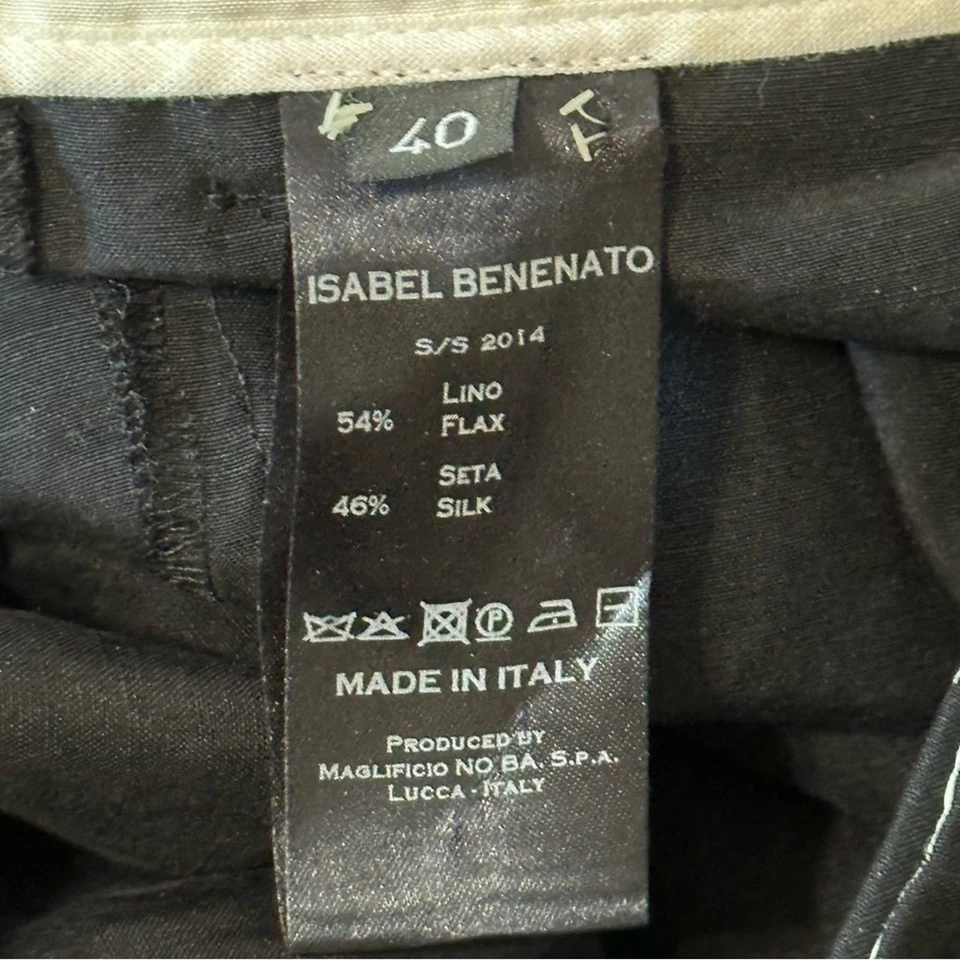 40
ISABEL BENENATO
S/S 2014
LINO
54% FLAX
SETA
46% SILK
P
MADE IN ITALY
PRODUCED BY
MAGLIFICIO NO BA. S.P.A.
LUCCA - ITALY